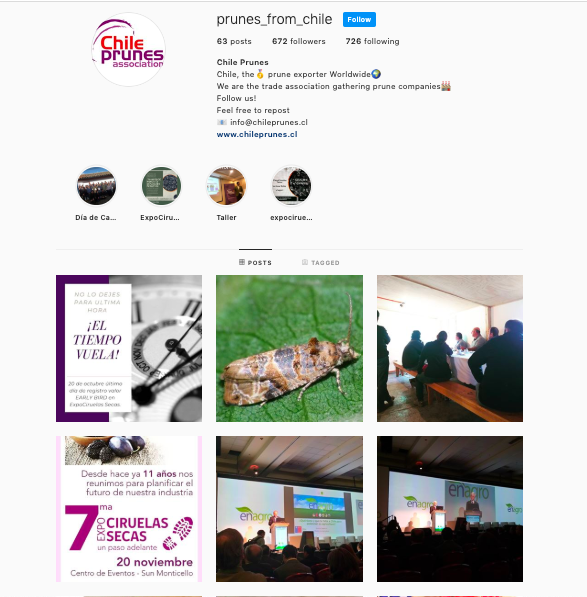 prunes_from_chile
Follow
63 posts 672 followers 726 following
Chile Prunes
Chile, the🥇 prune exporter Worldwide🌍
We are the trade association gathering prune companies🏭
Follow us!
Feel free to repost
📧 info@chileprunes.cl
www.chileprunes.cl
Chile
prunes
association
Día de Ca...
ExpoCiru...
Taller
expocirue...
POSTS
TAGGED
NO LO DEJES
PARA ULTIMA
HORA
¡EL
TIEMPO
VUELA!
20 de octubre último
día de registro valor
EARLY BIRD en
ExpoCiruelas Secas.
Desde hace ya 11 años nos
reunimos para planificar el
futuro de nuestra industria
7ma
EXPO
CIRUELAS
SECAS
un paso adelante
20 noviembre
Centro de Eventos - Sun Monticello
enagro
enagro